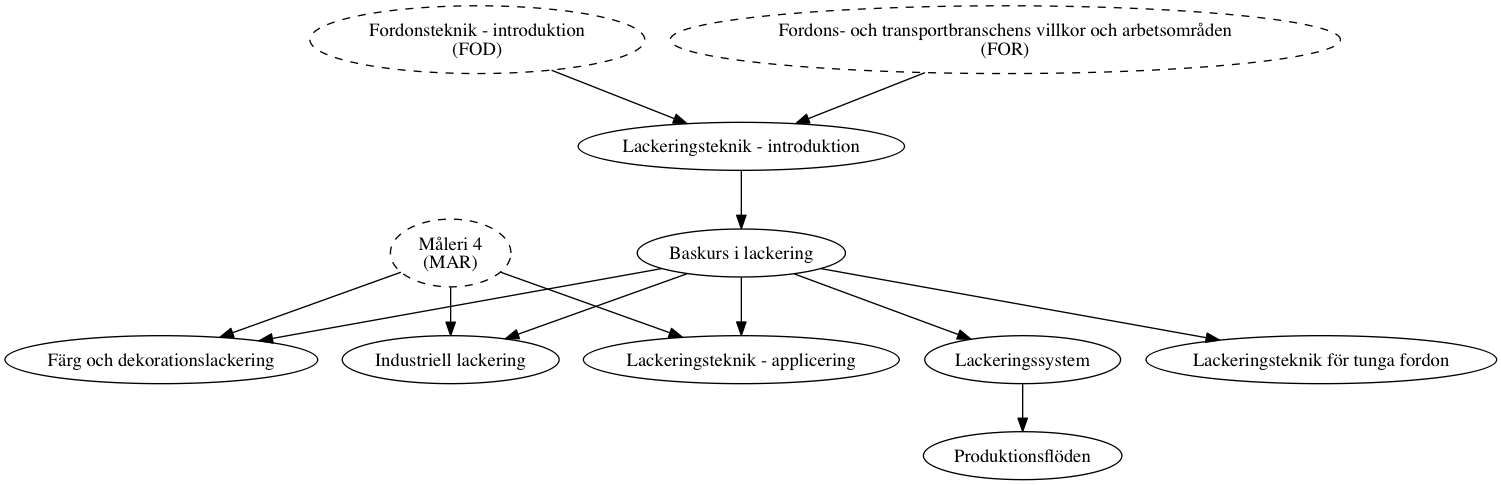 Fordonsteknik - introduktion
(FOD)
Fordons- och transportbranschens villkor och arbetsområden
(FOR)
Lackeringsteknik - introduktion
Måleri 4
(MAR)
Baskurs i lackering
Färg och dekorationslackering
Industriell lackering
Lackeringsteknik - applicering
Lackeringssystem
Lackeringsteknik för tunga fordon
Produktionsflöden